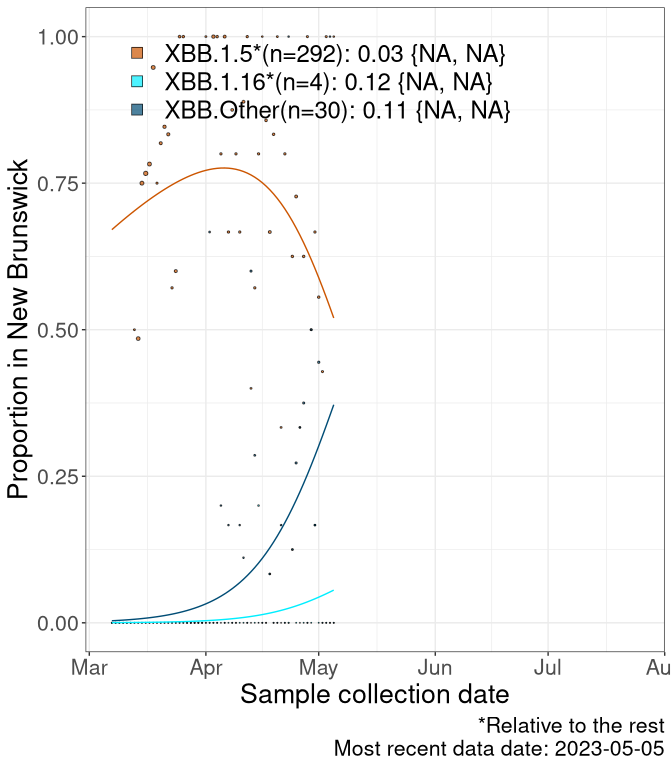 1.00
0.75
0.50
0.25
0.00
Proportion in New Brunswick
XBB.1.5*(n=292): 0.03 {NA, NA}
XBB.1.16*(n=4): 0.12 {NA, NA}
XBB.Other(n=30): 0.11 {NA, NA}
Mar Apr May Jun Jul Au
Sample collection date
*Relative to the rest
Most recent data date: 2023-05-05